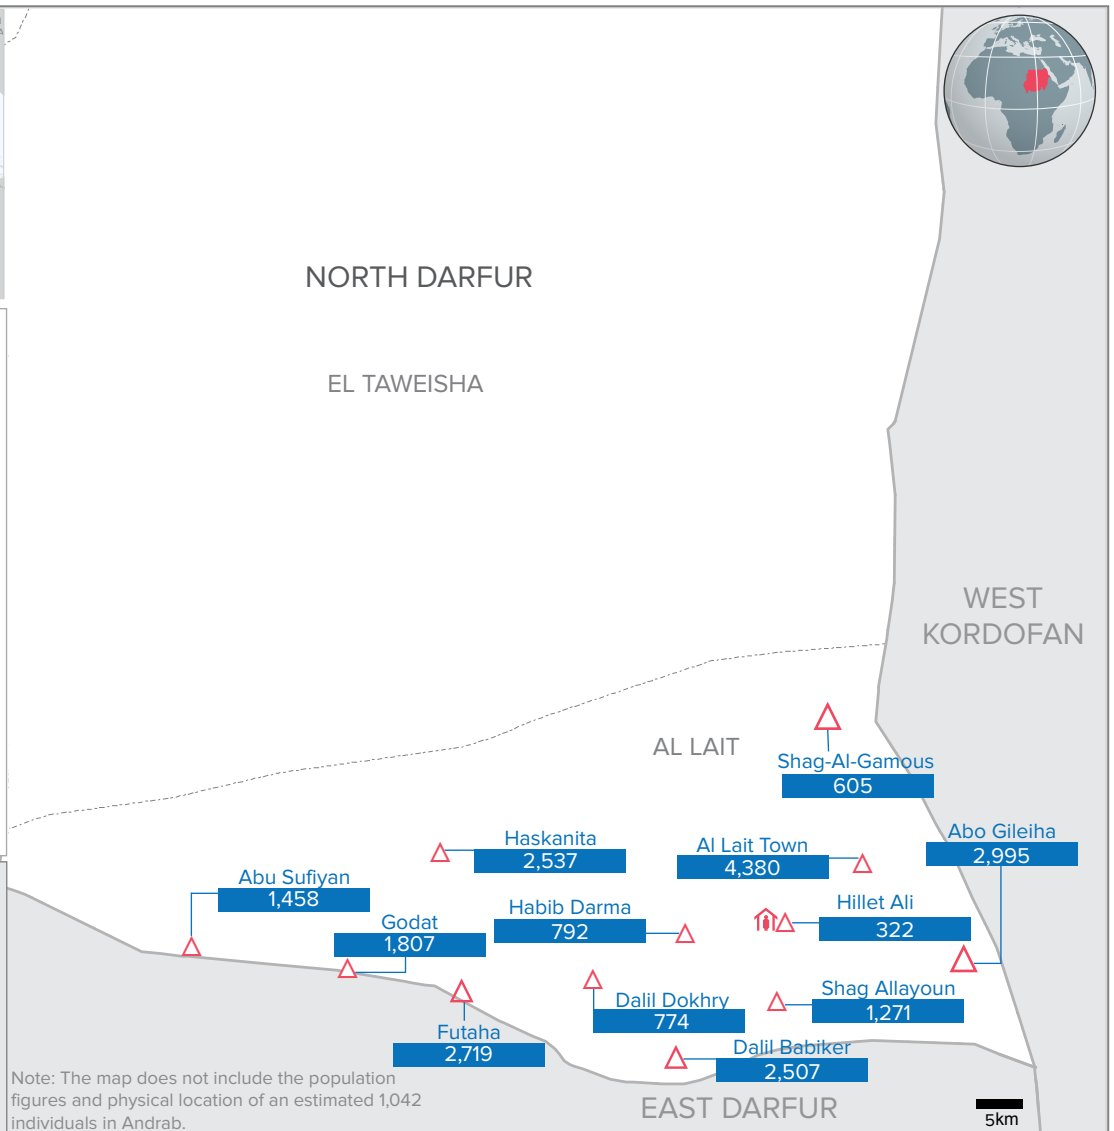 NORTH DARFUR
EL TAWEISHA
WEST
KORDOFAN
AL LAIT
Shag-Al-Gamous
605
Abo Gileiha
2,995
Haskanita
2,537
Al Lait Town
4,380
Abu Sufiyan
1,458
Habib Darma
792
Hillet Ali
322
Godat
1,807
Dalil Dokhry
774
Shag Allayoun
1,271
Futaha
2,719
Dalil Babiker
2,507
Note: The map does not include the population
figures and physical location of an estimated 1,042
individuals in Andrab.
EAST DARFUR
5km